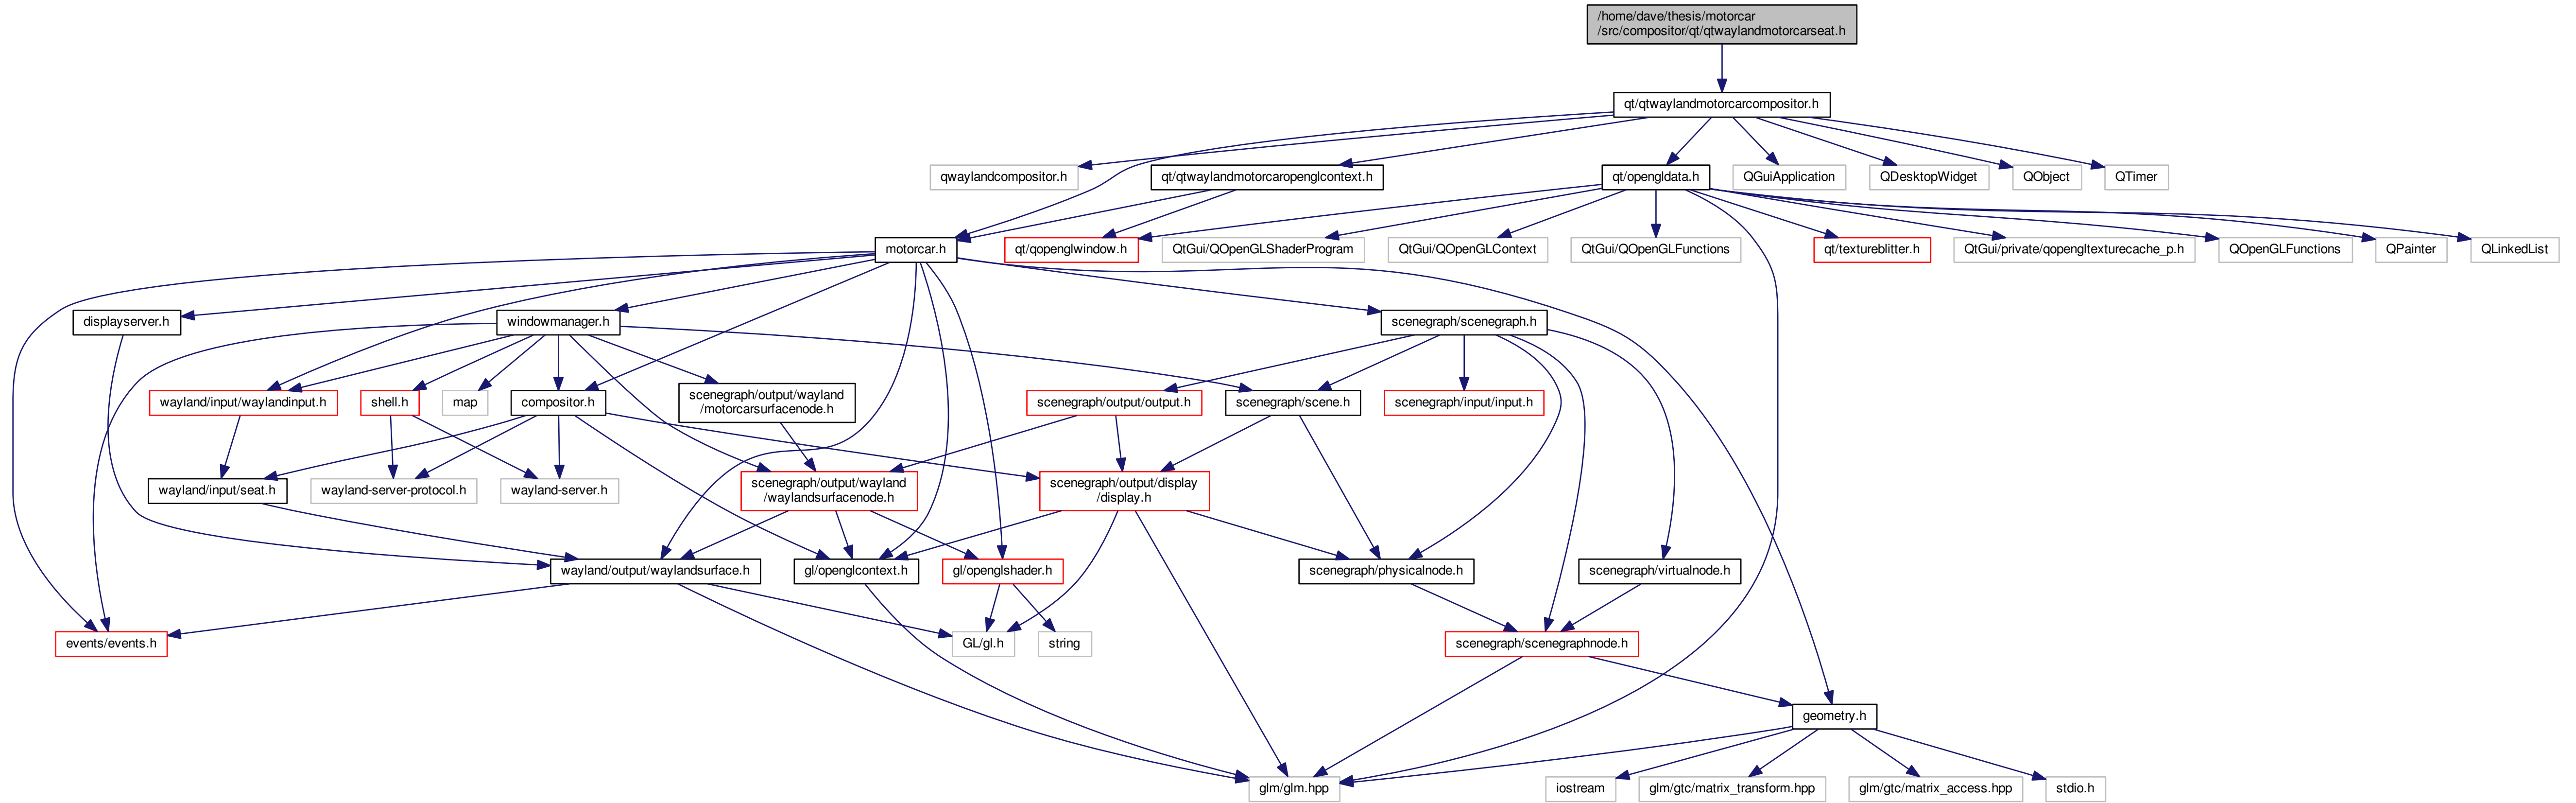 /home/dave/thesis/motorcar
/src/compositor/qt/qtwaylandmotorcarseat.h
qt/qtwaylandmotorcarcompositor.h
qwaylandcompositor.h
qt/qtwaylandmotorcaropenglcontext.h
qt/opengldata.h
QGuiApplication
QDesktopWidget
QObject
QTimer
motorcar.h
qt/qopenglwindow.h
QtGui/QOpenGLShaderProgram
QtGui/QOpenGLContext
QtGui/QOpenGLFunctions
qt/textureblitter.h
QtGui/private/qopengltexturecache_p.h
QOpenGLFunctions
QPainter
QLinkedList
displayserver.h
windowmanager.h
scenegraph/scenegraph.h
wayland/input/waylandinput.h
shell.h
map
compositor.h
scenegraph/output/wayland
/motorcarsurfacenode.h
scenegraph/output/output.h
scenegraph/scene.h
scenegraph/input/input.h
wayland/input/seat.h
wayland-server-protocol.h
wayland-server.h
scenegraph/output/wayland
/waylandsurfacenode.h
scenegraph/output/display
/display.h
wayland/output/waylandsurface.h
gl/openglcontext.h
gl/openglshader.h
scenegraph/physicalnode.h
scenegraph/virtualnode.h
events/events.h
GL/gl.h
string
scenegraph/scenegraphnode.h
geometry.h
glm/glm.hpp
iostream
glm/gtc/matrix_transform.hpp
glm/gtc/matrix_access.hpp
stdio.h